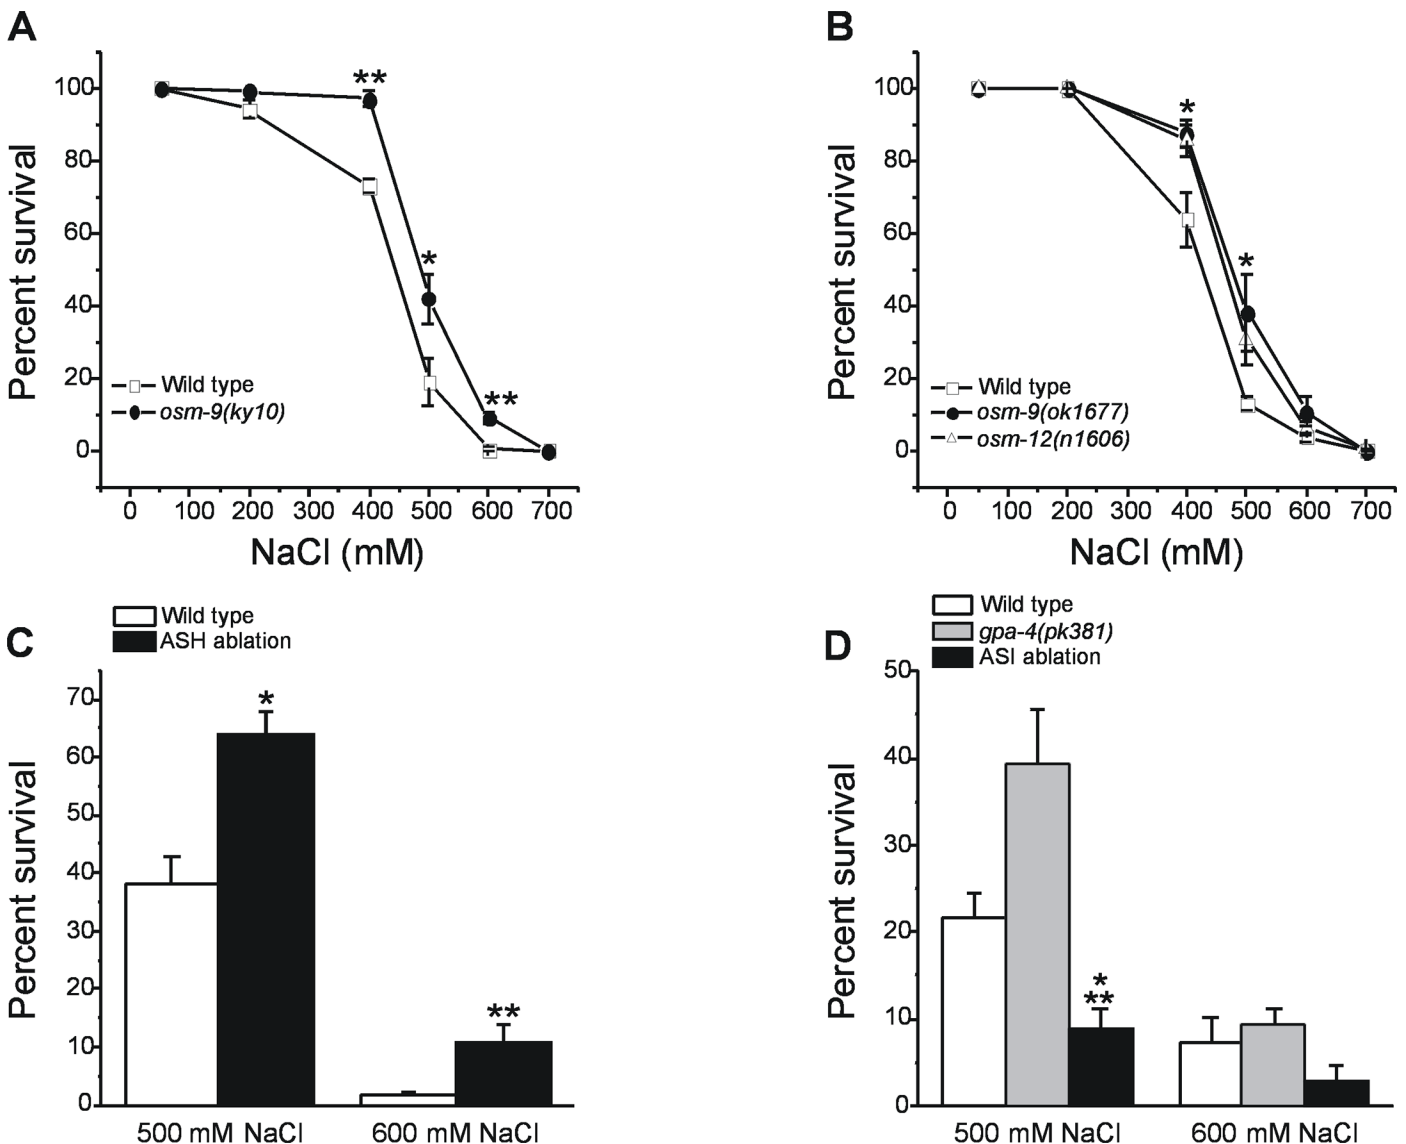 A
**
100
80
60
40
20
0
*
**
Percent survival
Wild type
osm-9(ky10)
0 100 200 300 400 500 600 700
NaCl (mM)
B
*
100
80
60
40
20
0
*
Percent survival
Wild type
osm-9(ok1677)
osm-12(n1606)
0 100 200 300 400 500 600 700
NaCl (mM)
C
Wild type
ASH ablation
70
60
50
40
30
20
10
0
*
**
Percent survival
500 mM NaCl 600 mM NaCl
D
Wild type
gpa-4(pk381)
ASI ablation
50
40
30
20
10
0
*
**
Percent survival
500 mM NaCl 600 mM NaCl